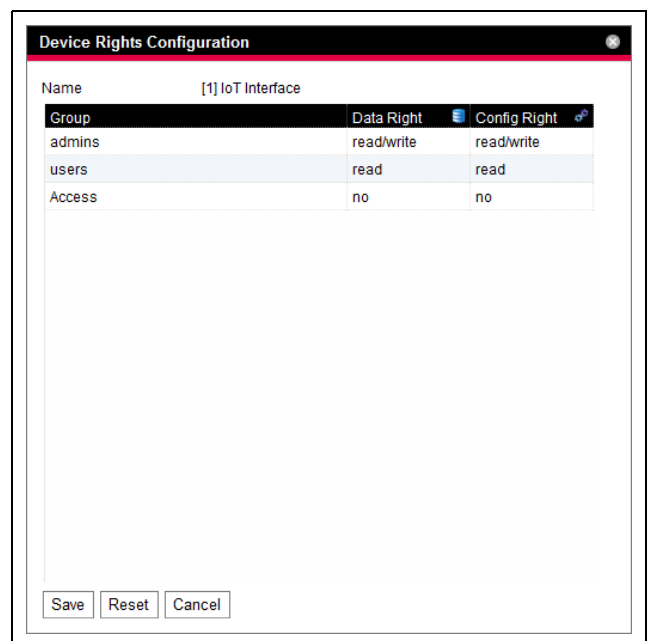 Device Rights Configuration
Name [1] IoT Interface
Group Data Right Config Right
admins read/write read/write
users read read
Access no no
Save Reset Cancel